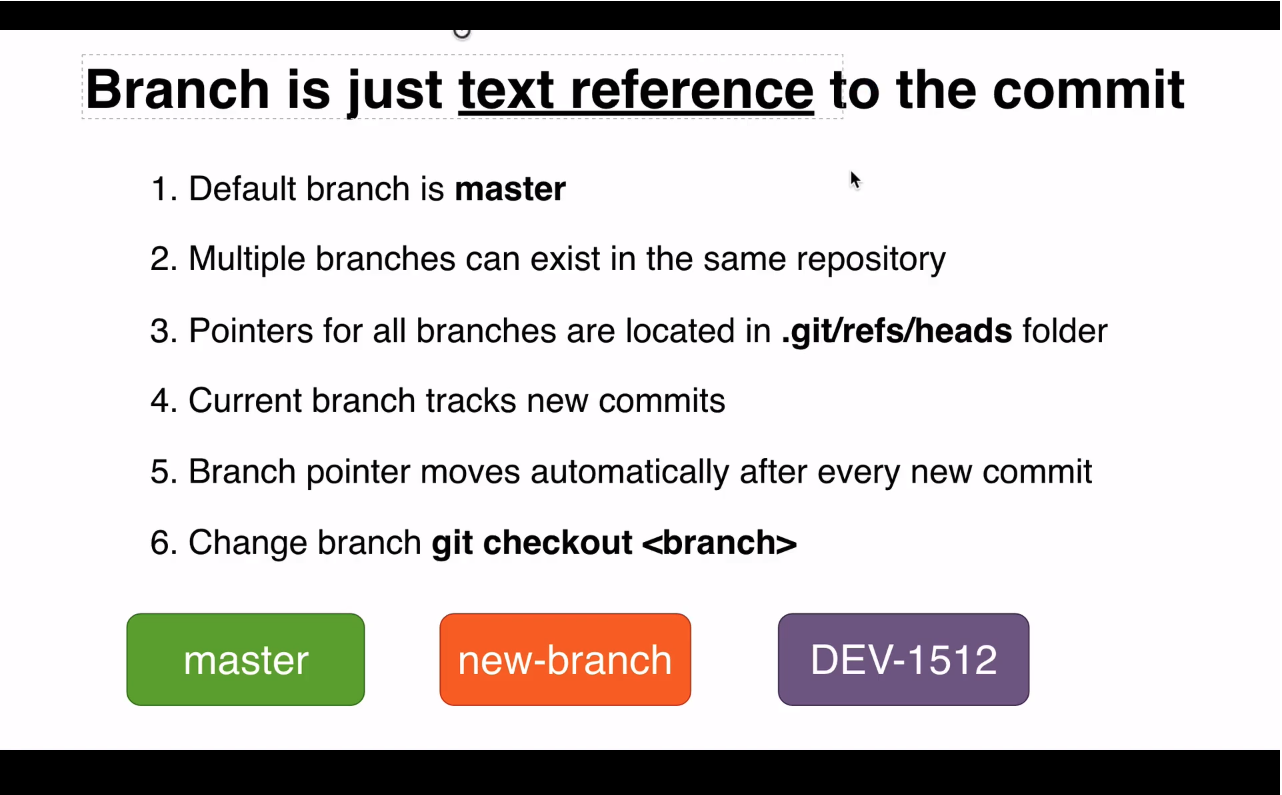 Branch is just text reference to the commit
1. Default branch is master
2. Multiple branches can exist in the same repository
3. Pointers for all branches are located in .git/refs/heads folder
4. Current branch tracks new commits
5. Branch pointer moves automatically after every new commit
6. Change branch git checkout <branch>
master
new-branch
DEV-1512